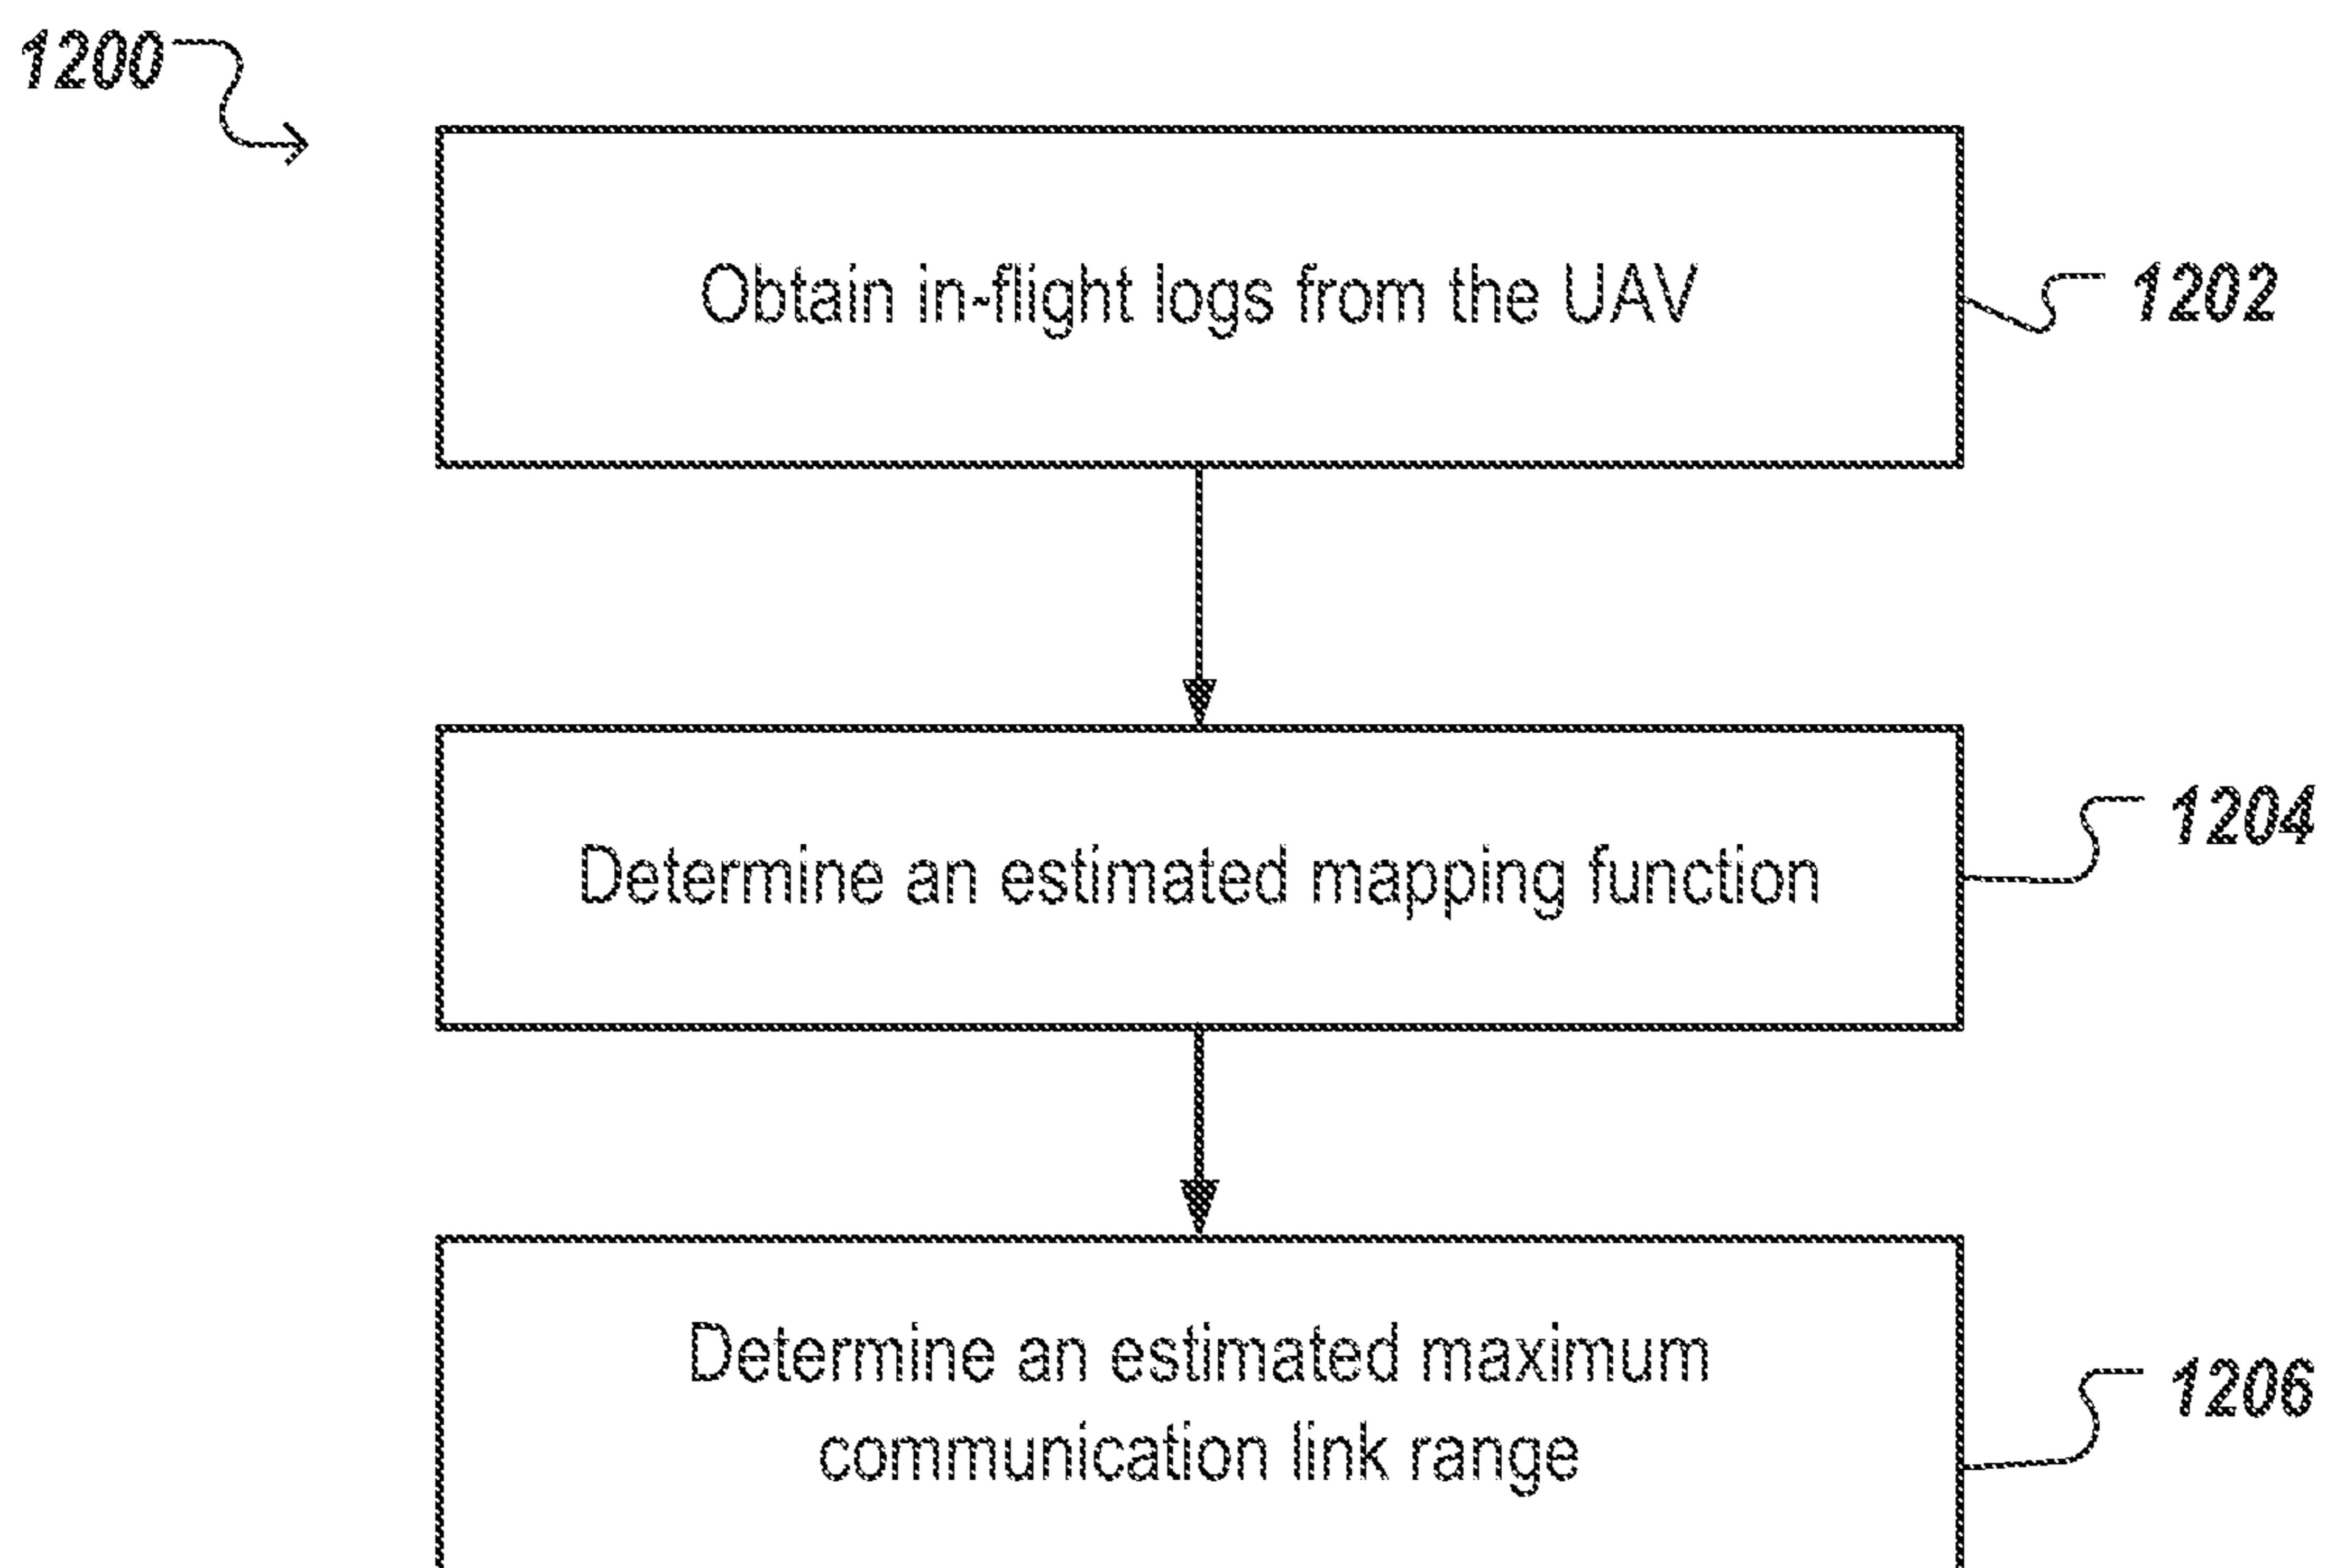 1200
Obtain in-flight logs from the UAV
1202
Determine an estimated mapping function
1204
Determine an estimated maximum
communication link range
1206